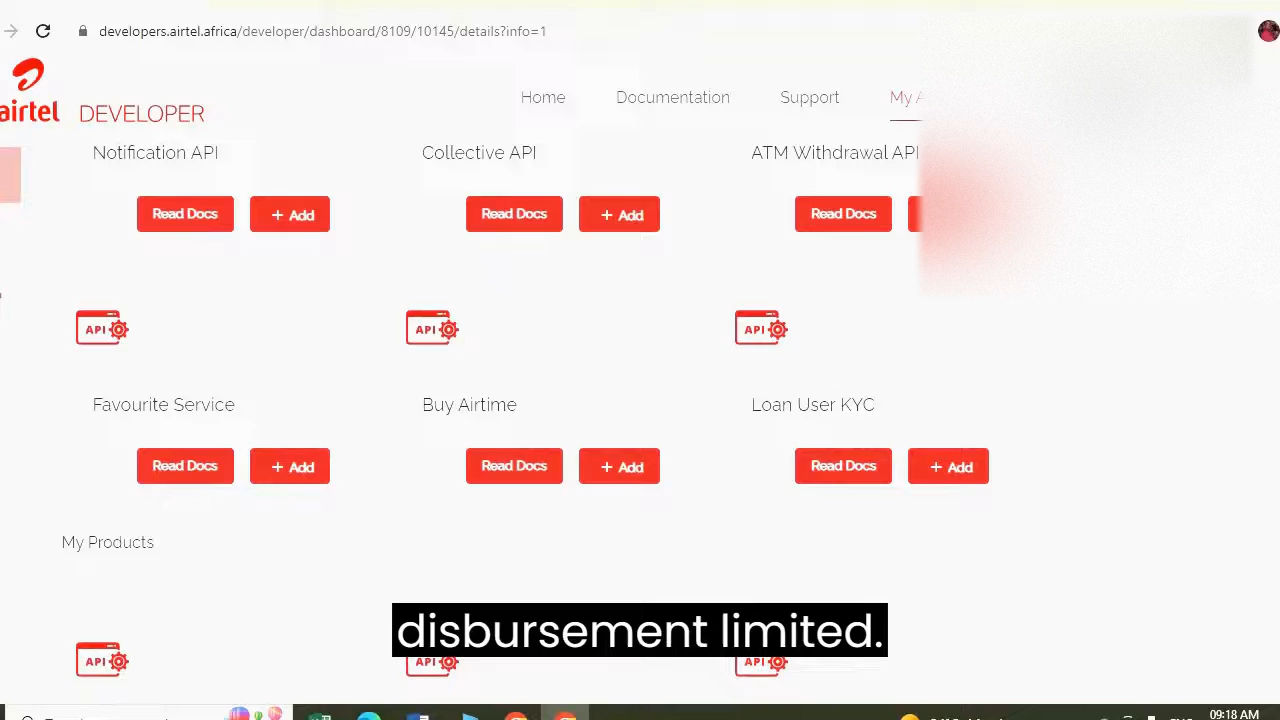 developers.airtel.africa/developer/dashboard/8109/10145/details?info=1
airtel
DEVELOPER
Home
Documentation
Support
My A
Notification API
Collective API
ATM Withdrawal API
Read Docs
+ Add
Read Docs
+ Add
Read Docs
API
API
API
Favourite Service
Buy Airtime
Loan User KYC
Read Docs
+ Add
Read Docs
+ Add
Read Docs
+ Add
My Products
disbursement limited.
API
API
API
09:18 AM